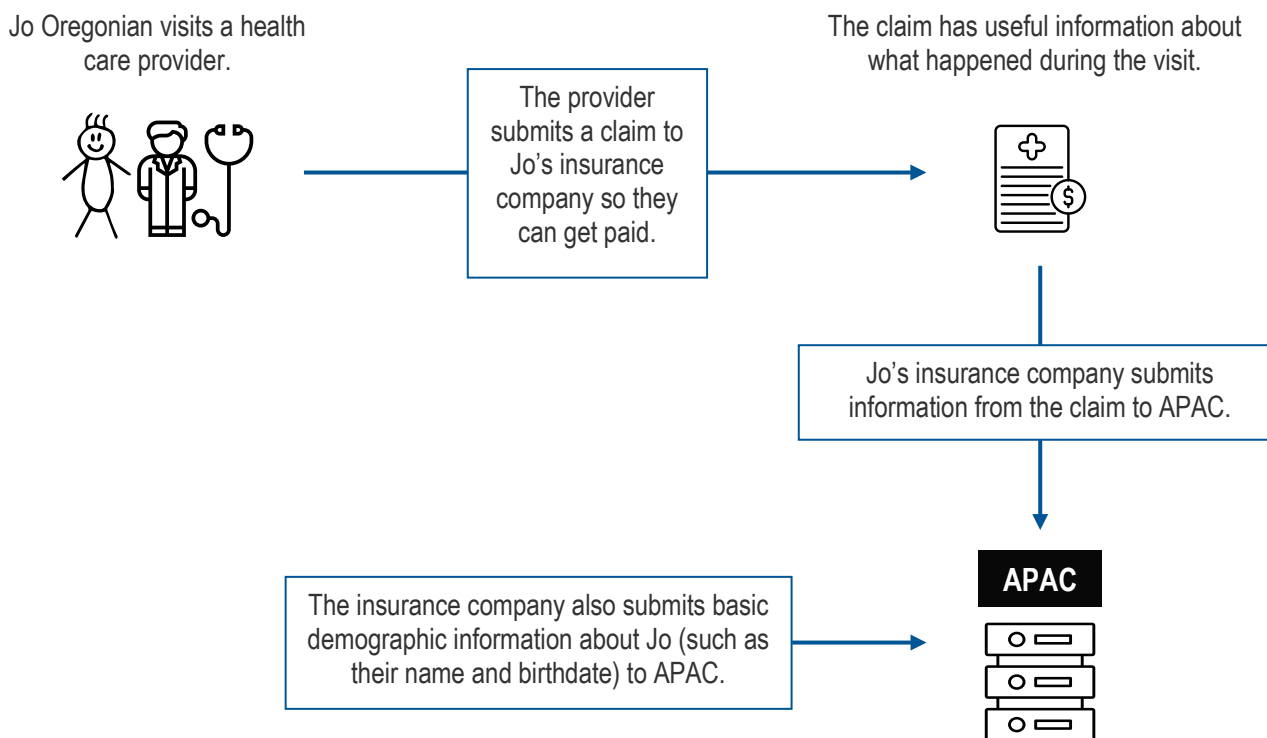 Jo Oregonian visits a health
care provider.
The provider
submits a claim to
Jo’s insurance
company so they
can get paid.
The claim has useful information about
what happened during the visit.
$
Jo’s insurance company submits
information from the claim to APAC.
APAC
The insurance company also submits basic
demographic information about Jo (such as
their name and birthdate) to APAC.